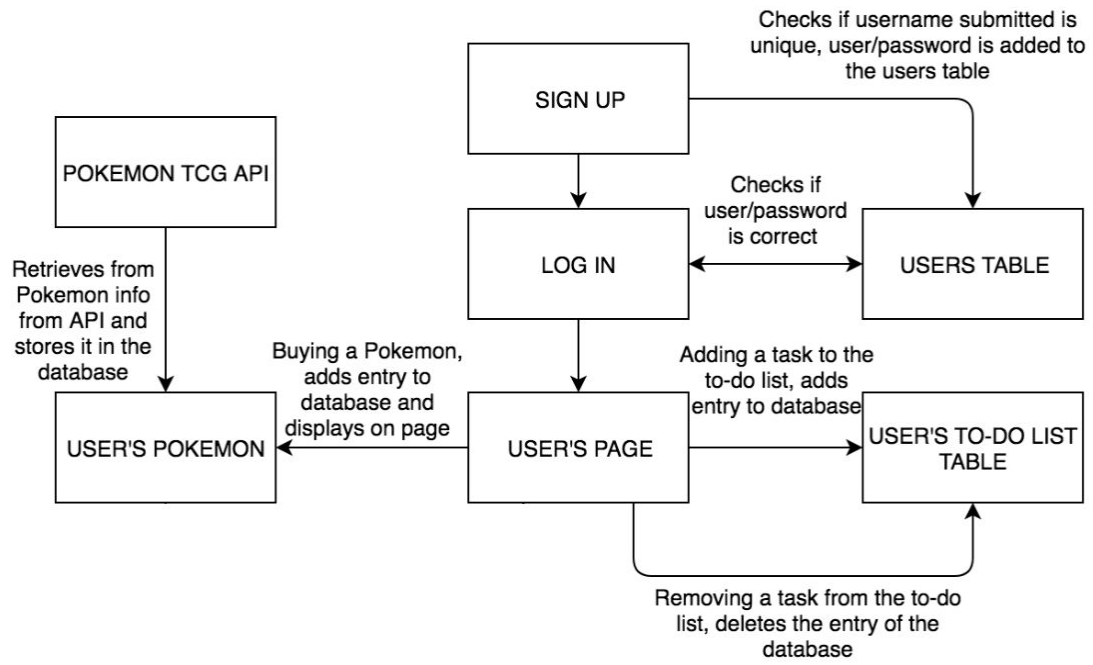 Checks if username submitted is
unique, user/password is added to
the users table
SIGN UP
POKEMON TCG API
Checks if
user/password
is correct
LOG IN
USERS TABLE
Retrieves from
Pokemon info
from API and
stores it in the
database
Buying a Pokemon,
adds entry to
database and
displays on page
Adding a task to the
to-do list, adds
entry to database
USER'S POKEMON
USER'S PAGE
USER'S TO-DO LIST
TABLE
Removing a task from the to-do
list, deletes the entry of the
database